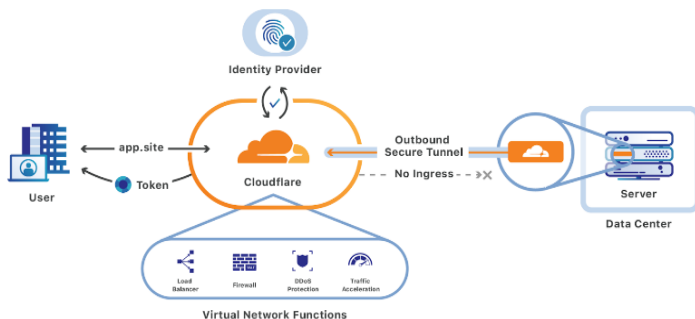 Identity Provider
app.site
Token
User
Cloudflare
Outbound
Secure Tunnel
No Ingress
Server
Data Center
Load
Balancer
Firewall
DDoS
Protection
Traffic
Acceleration
Virtual Network Functions